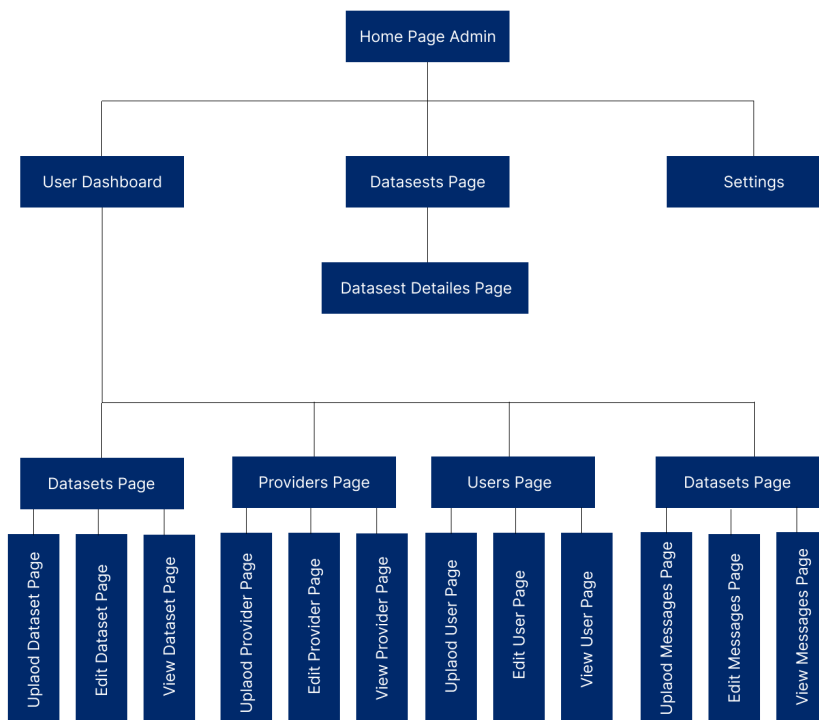 Home Page Admin
User Dashboard
Datasests Page
Settings
Datasest Detailes Page
Datasets Page
Providers Page
Users Page
Datasets Page
Uplaod Dataset Page
Edit Dataset Page
View Dataset Page
Uplaod Provider Page
Edit Provider Page
View Provider Page
Uplaod User Page
Edit User Page
View User Page
Uplaod Messages Page
Edit Messages Page
View Messages Page